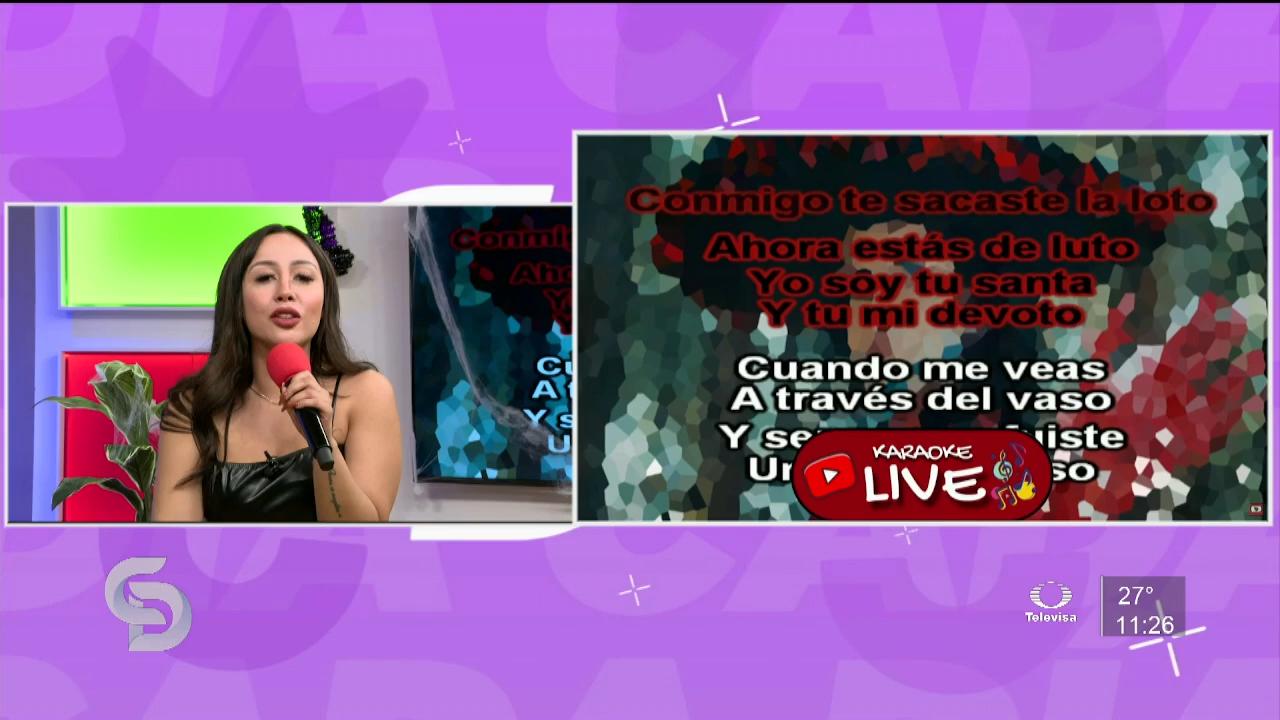 Conmigo te sacaste la loto
Ahora estás de luto
Yo soy tu santa
Y tu mi devoto
Cuando me veas
A través del vaso
Y
KARAOKE
LIVE
Televisa
27°
11:26